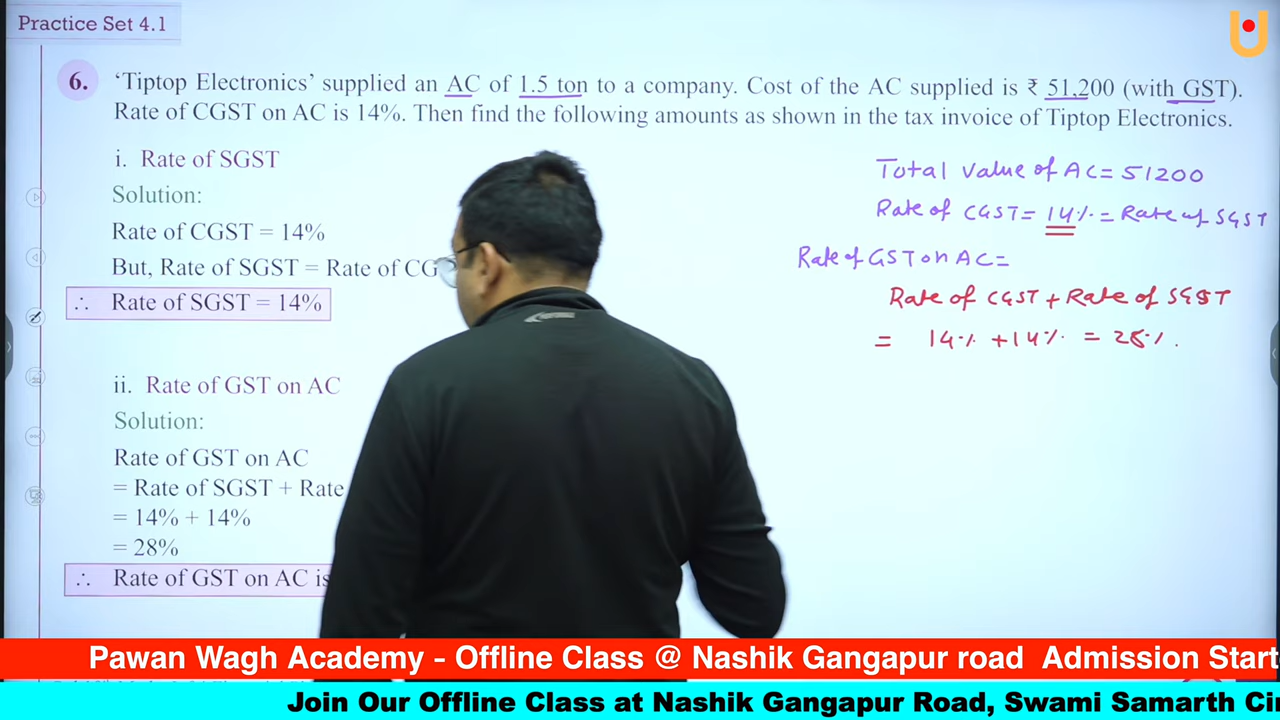 Practice Set 4.1
6. 'Tiptop Electronics' supplied an AC of 1.5 ton to a company. Cost of the AC supplied is ₹ 51,200 (with GST).
Rate of CGST on AC is 14%. Then find the following amounts as shown in the tax invoice of Tiptop Electronics.
i. Rate of SGST
Solution:
Rate of CGST = 14%
But, Rate of SGST = Rate of CG
∴ Rate of SGST = 14%
ii. Rate of GST on AC
Solution:
Rate of GST on AC
= Rate of SGST + Rate
= 14% + 14%
= 28%
∴ Rate of GST on AC is
Total value of AC = 51200
Rate of CGST = 14% = Rate of SGST
Rate of GST on AC =
Rate of CGST + Rate of SGST
= 14% + 14% = 28%.
Pawan Wagh Academy - Offline Class @ Nashik Gangapur road Admission Start
Join Our Offline Class at Nashik Gangapur Road, Swami Samarth Ci